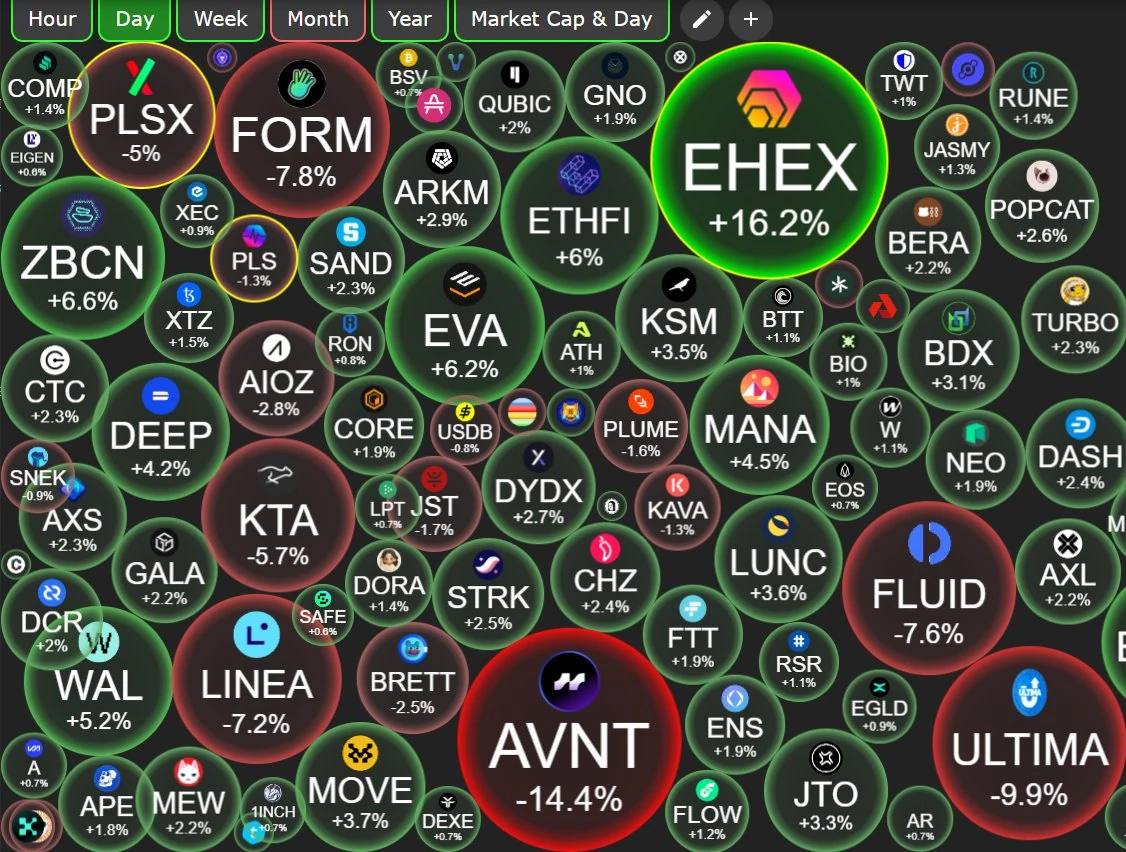 Hour
Day
Week
Month
Year
Market Cap & Day
COMP
+1.4%
PLSX
-5%
FORM
-7.8%
BSV
+0.7%
QUBIC
+2%
GNO
+1.9%
EHEX
+16.2%
TWT
+1%
RUNE
+1.4%
EIGEN
+0.6%
JASMY
+1.3%
ARKM
+2.9%
ETHFI
+6%
POPCAT
+2.6%
XEC
+0.9%
BERA
+2.2%
ZBCN
+6.6%
PLS
-1.3%
SAND
+2.3%
XTZ
+1.5%
RON
+0.8%
EVA
+6.2%
ATH
+1%
KSM
+3.5%
BTT
+1.1%
TURBO
+2.3%
BIO
+1%
BDX
+3.1%
CTC
+2.3%
AIOZ
-2.8%
DEEP
+4.2%
CORE
+1.9%
USDB
-0.8%
PLUME
-1.6%
MANA
+4.5%
W
+1.1%
NEO
+1.9%
DASH
+2.4%
SNEK
-0.9%
AXS
+2.3%
KTA
-5.7%
LPT
+0.7%
JST
-1.7%
DYDX
+2.7%
KAVA
-1.3%
EOS
+0.7%
M
GALA
+2.2%
DORA
+1.4%
STRK
+2.5%
CHZ
+2.4%
LUNC
+3.6%
FLUID
-7.6%
AXL
+2.2%
DCR
+2%
SAFE
+0.6%
WAL
+5.2%
LINEA
-7.2%
BRETT
-2.5%
FTT
+1.9%
RSR
+1.1%
AVNT
-14.4%
ENS
+1.9%
EGLD
+0.9%
ULTIMA
-9.9%
A
+0.7%
APE
+1.8%
MEW
+2.2%
1INCH
+0.7%
MOVE
+3.7%
DEXE
+0.7%
FLOW
+1.2%
JTO
+3.3%
AR
+0.7%